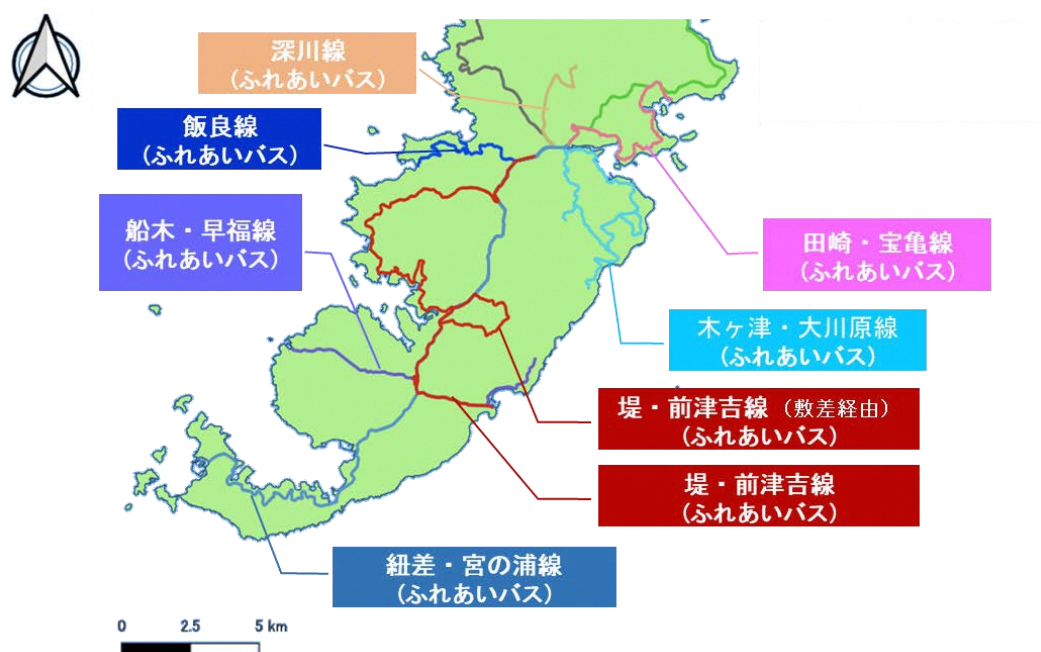 深川線
(ふれあいバス)
飯良線
(ふれあいバス)
船木・早福線
(ふれあいバス)
田崎・宝亀線
(ふれあいバス)
木ヶ津・大川原線
(ふれあいバス)
堤・前津吉線（敷差経由）
(ふれあいバス)
堤・前津吉線
(ふれあいバス)
紐差・宮の浦線
(ふれあいバス)
0 2.5 5 km